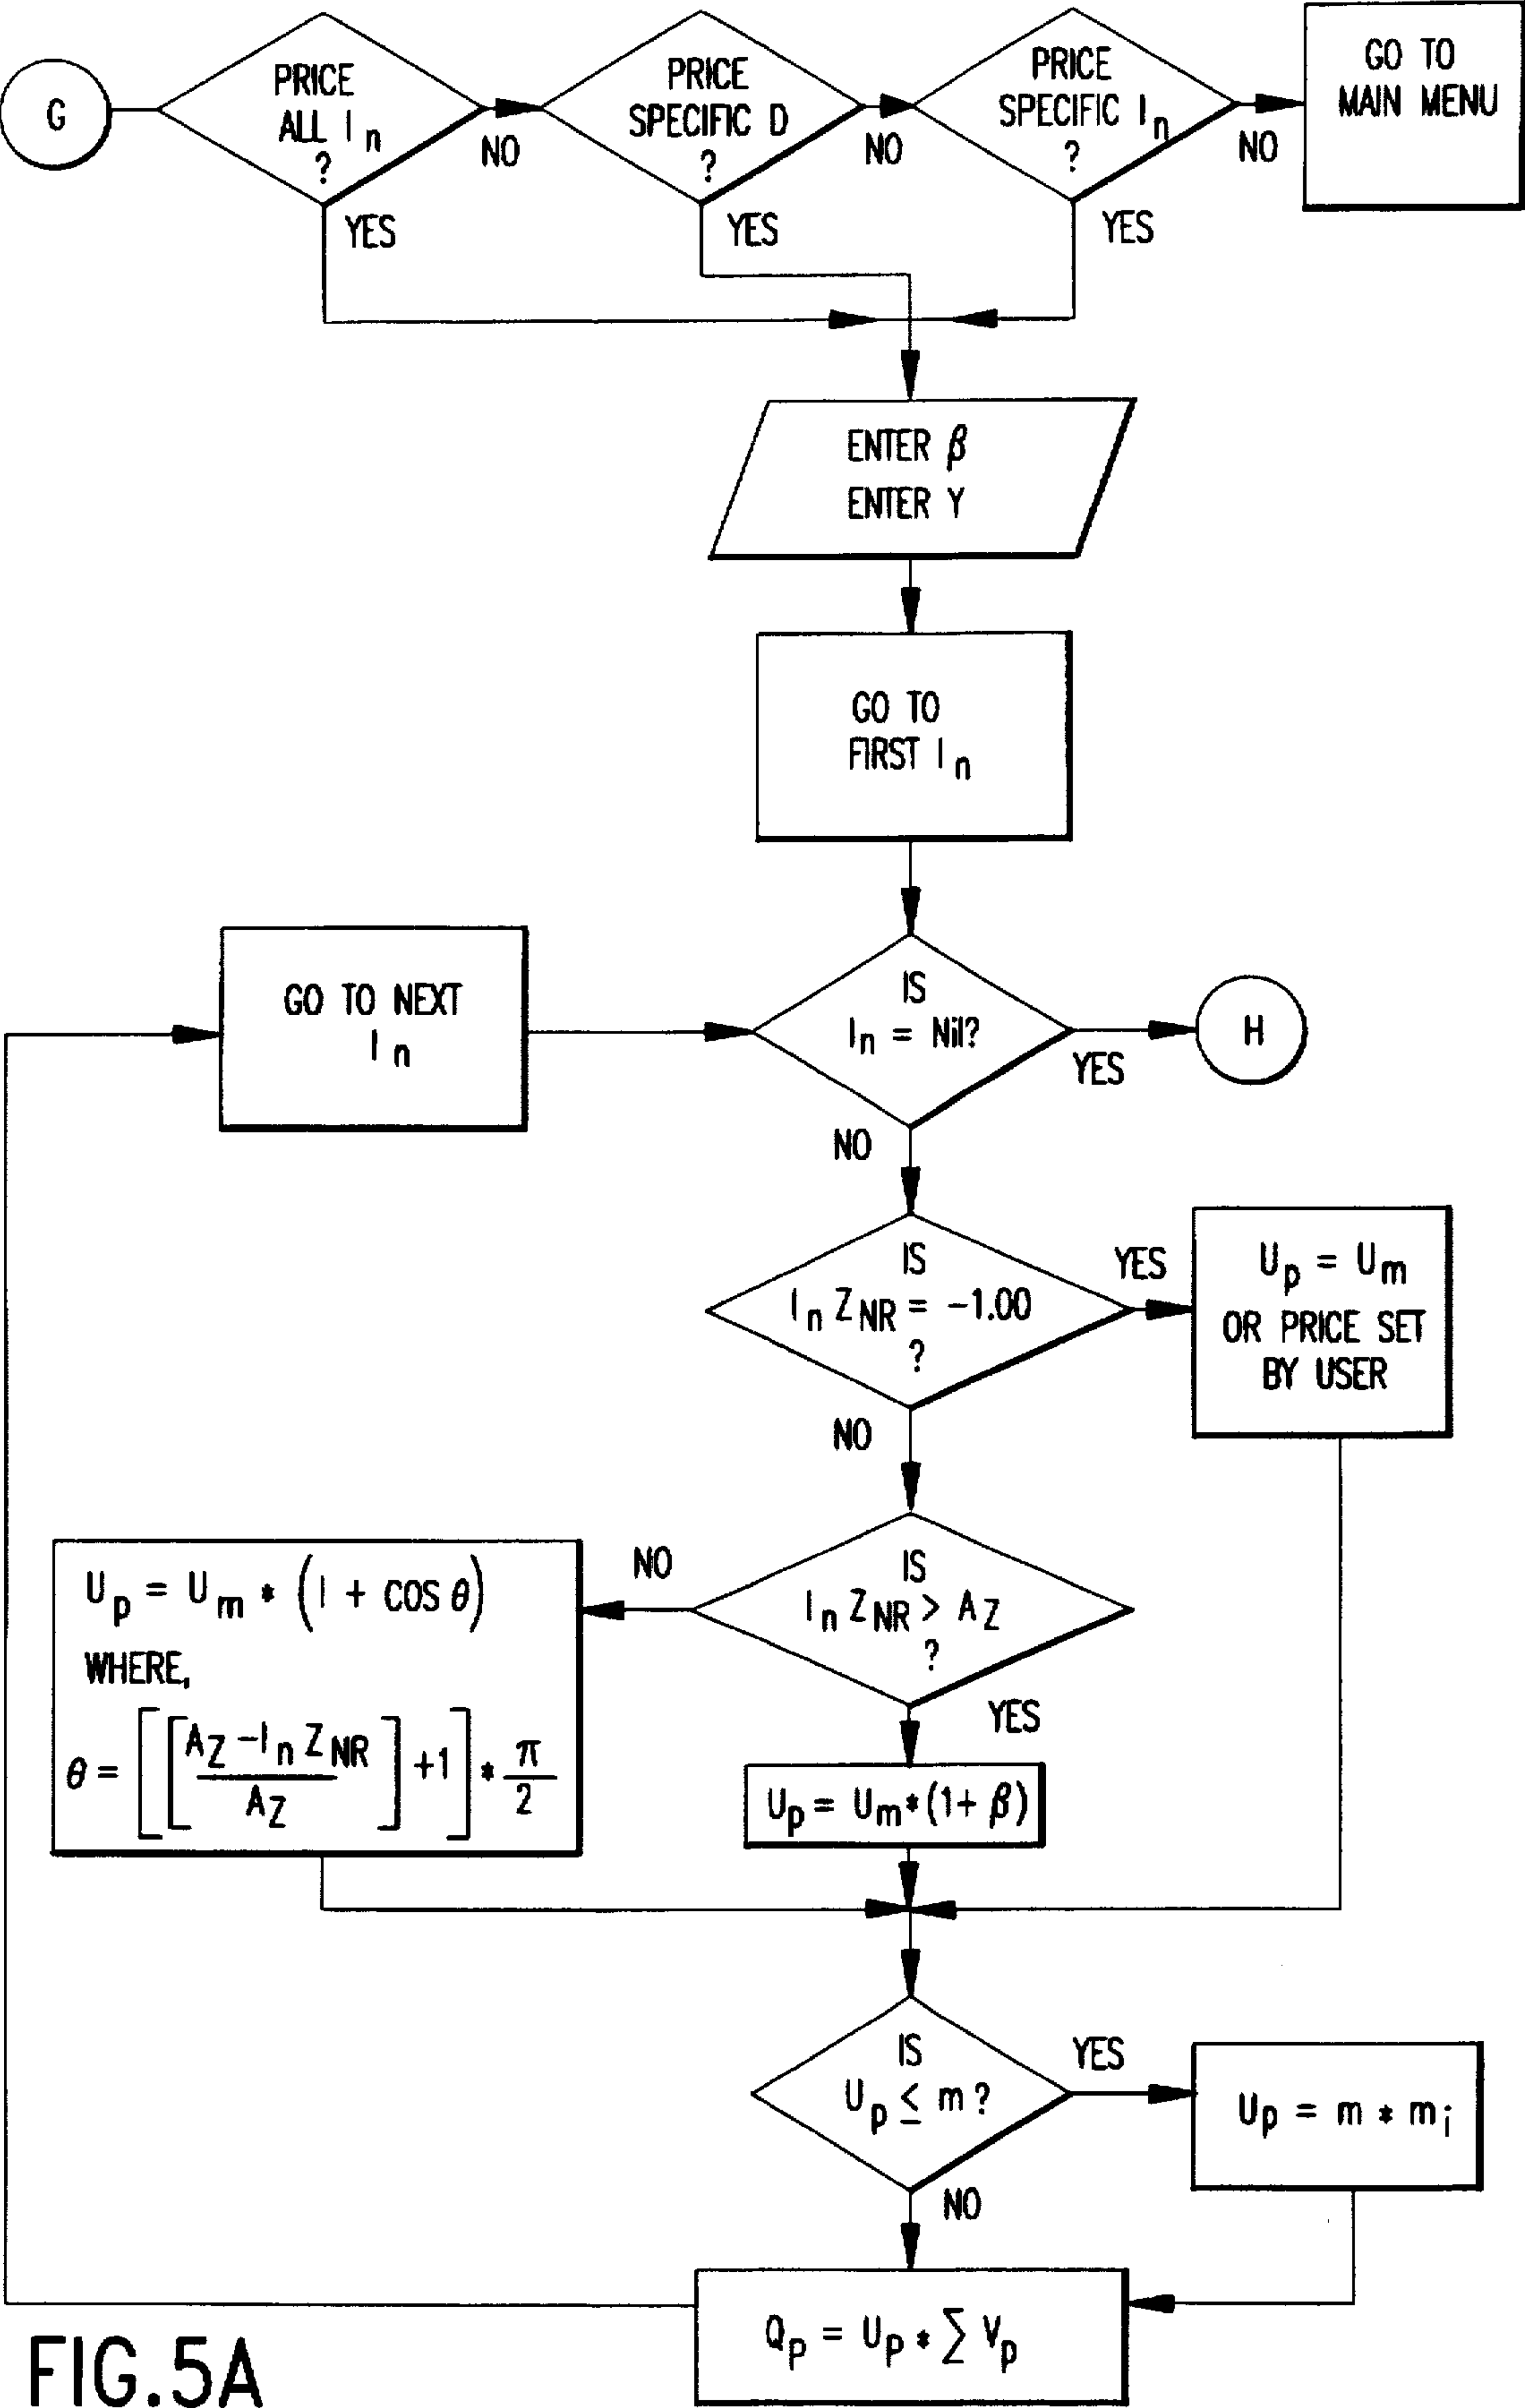 G
PRICE
ALL I n
?
NO
YES
PRICE
SPECIFIC D
?
NO
YES
PRICE
SPECIFIC I n
?
NO
YES
GO TO
MAIN MENU
ENTER β
ENTER Y
GO TO
FIRST I n
GO TO NEXT
I n
IS
I n = Nil?
YES
H
NO
IS
I n Z NR = -1.00
?
YES
U p = U m
OR PRICE SET
BY USER
NO
IS
I n Z NR > A Z
?
NO
U p = U m * (1 + COS θ)
WHERE,
θ = [[A Z - I n Z NR / A Z] + 1] * π/2
YES
U p = U m * (1 + β)
IS
U p ≤ m ?
YES
U p = m * m i
NO
Q p = U p * ∑ V p
FIG.5A